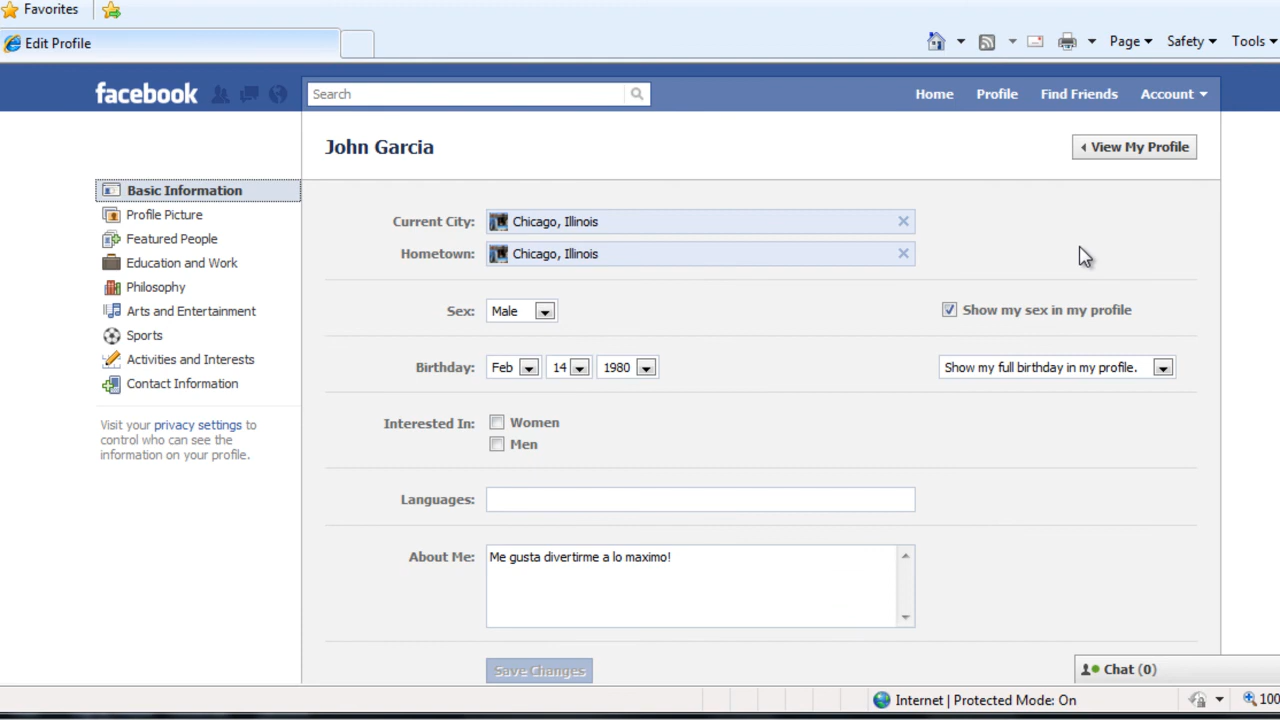 Favorites
Edit Profile
Page Safety Tools
facebook Search Home Profile Find Friends Account
John Garcia View My Profile
Basic Information
Profile Picture
Featured People
Education and Work
Philosophy
Arts and Entertainment
Sports
Activities and Interests
Contact Information
Visit your privacy settings to
control who can see the
information on your profile.
Current City: Chicago, Illinois
Hometown: Chicago, Illinois
Sex: Male Show my sex in my profile
Birthday: Feb 14 1980 Show my full birthday in my profile.
Interested In: Women
Men
Languages:
About Me: Me gusta divertirme a lo maximo!
Save Changes
Chat (0)
Internet | Protected Mode: On
100